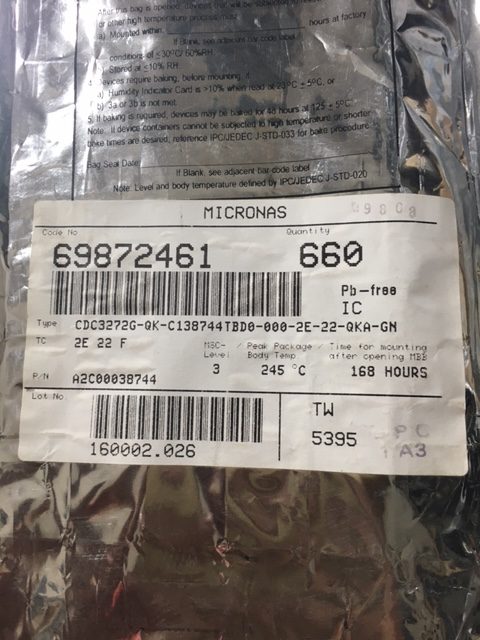 After this bag is opened, devices that will be subjected to reflow
or other high temperature process must
a) Mounted within: hours at factory
If Blank, see adjacent bar code label
conditions of <30°C/ 60%RH
b) Stored at <10% RH
4. Devices require baking, before mounting, if:
a) Humidity Indicator Card is >10% when read at 23°C ± 5°C, or
b) 3a or 3b is not met.
5) If baking is required, devices may be baked for 48 hours at 125 ± 5°C.
Note: If device containers cannot be subjected to high temperature or shorter
bake times are desired, reference IPC/JEDEC J-STD-033 for bake procedure.
Bag Seal Date:
If Blank, see adjacent bar code label
Note: Level and body temperature defined by IPC/JEDEC J-STD-020
MICRONAS
Code No Quantity
69872461 660
Pb-free
IC
Type CDC3272G-QK-C138744TBD0-000-2E-22-QKA-GN
TC 2E 22 F
MSC- / Peak Package / Time for mounting
Level Body Temp. after opening MBB
3 245 °C 168 HOURS
P/N A2C00038744
Lot No
160002.026
TW
5395
PC
A3